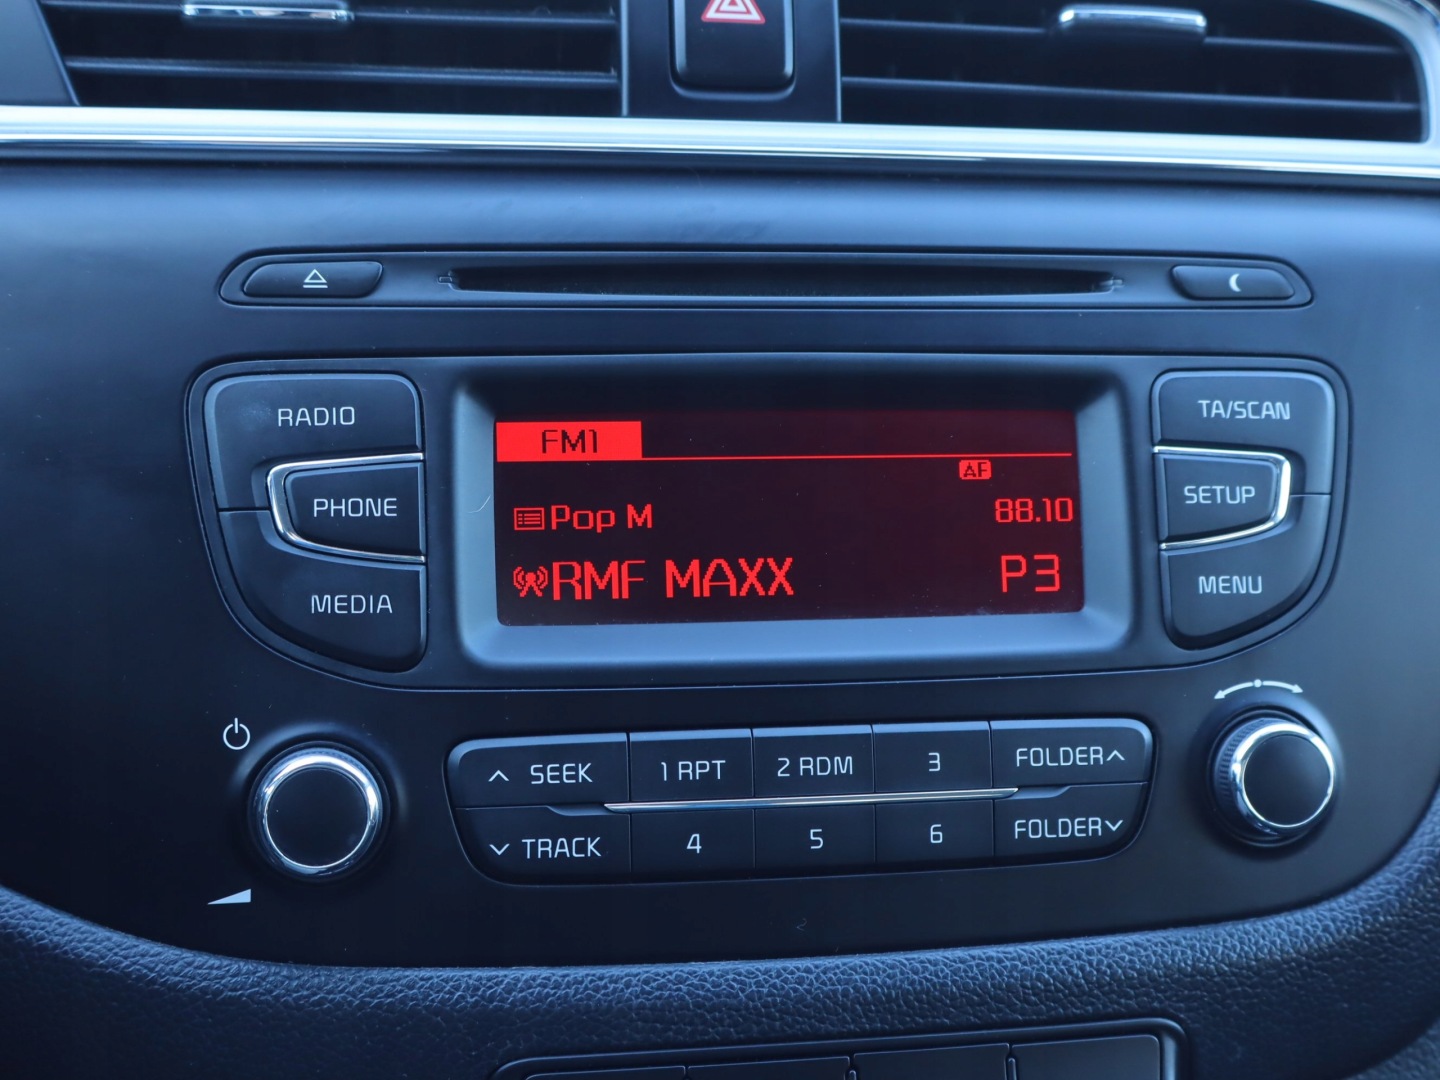 RADIO
PHONE
MEDIA
FM1
AF
Pop M 88.10
RMF MAXX P3
TA/SCAN
SETUP
MENU
SEEK 1 RPT 2 RDM 3 FOLDER
TRACK 4 5 6 FOLDER